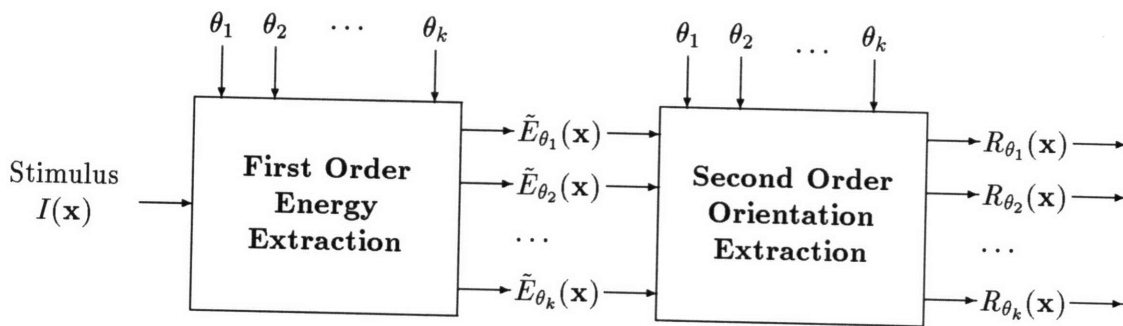 θ₁ θ₂ ... θₖ
θ₁ θ₂ ... θₖ
Stimulus
I(x)
First Order
Energy
Extraction
Ẽθ₁(x)
Ẽθ₂(x)
...
Ẽθₖ(x)
Second Order
Orientation
Extraction
Rθ₁(x)
Rθ₂(x)
...
Rθₖ(x)